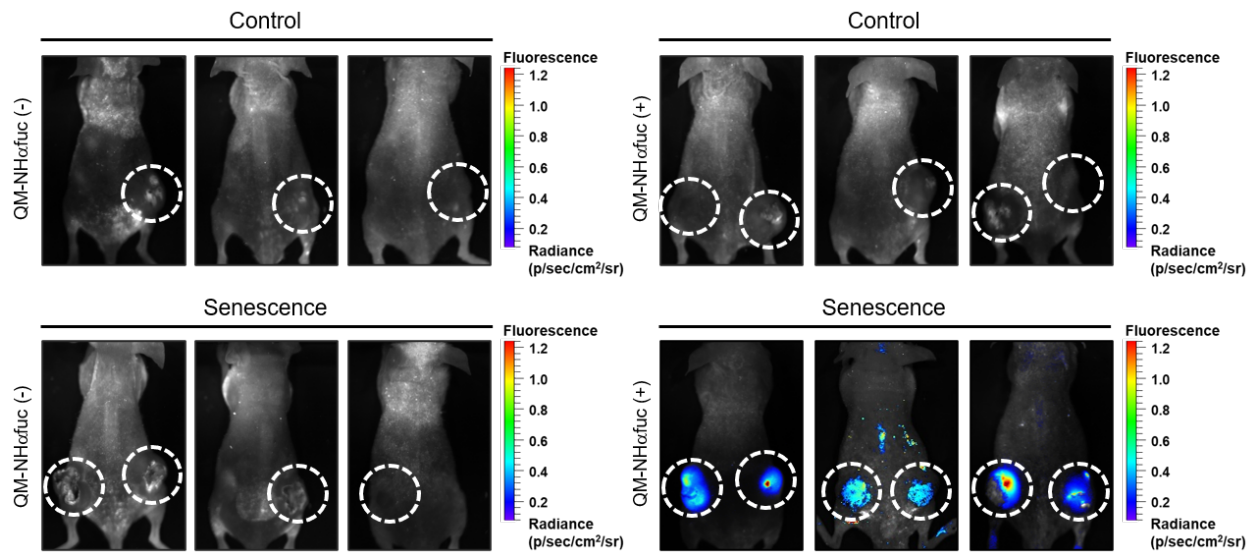 Control
QM-NHαfuc (-)
Fluorescence
1.2
1.0
0.8
0.6
0.4
0.2
Radiance
(p/sec/cm²/sr)
Control
QM-NHαfuc (+)
Fluorescence
1.2
1.0
0.8
0.6
0.4
0.2
Radiance
(p/sec/cm²/sr)
Senescence
QM-NHαfuc (-)
Fluorescence
1.2
1.0
0.8
0.6
0.4
0.2
Radiance
(p/sec/cm²/sr)
Senescence
QM-NHαfuc (+)
Fluorescence
1.2
1.0
0.8
0.6
0.4
0.2
Radiance
(p/sec/cm²/sr)